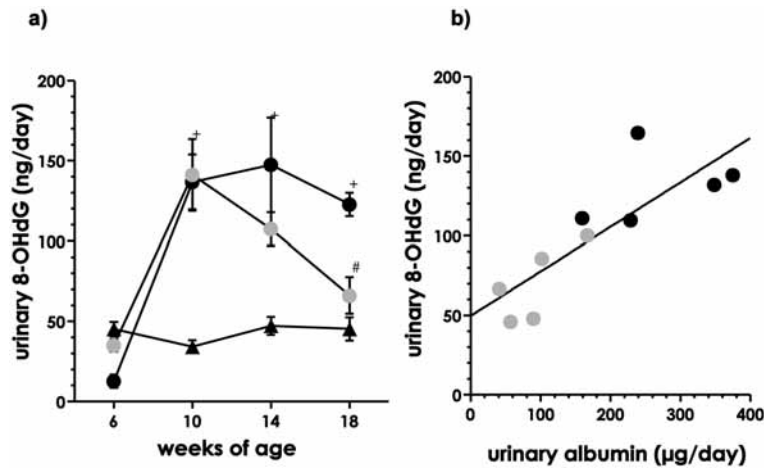 a)
urinary 8-OHdG (ng/day)
200
150
100
50
0
+
+
+
#
6 10 14 18
weeks of age
b)
urinary 8-OHdG (ng/day)
200
150
100
50
0
0 100 200 300 400
urinary albumin (µg/day)